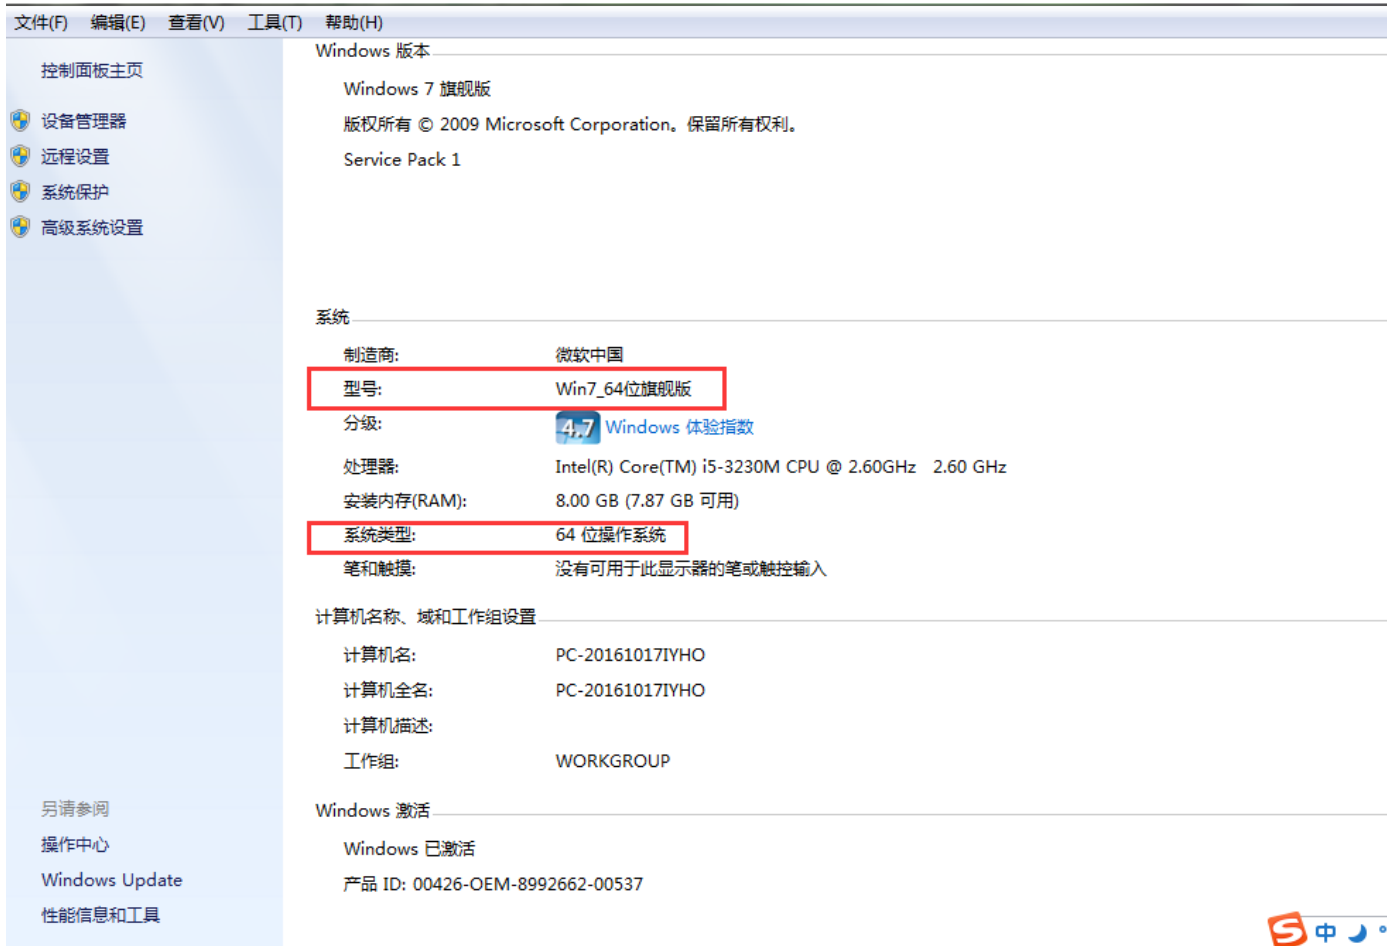 文件(F) 编辑(E) 查看(V) 工具(T) 帮助(H)
控制面板主页
设备管理器
远程设置
系统保护
高级系统设置
Windows 版本
Windows 7 旗舰版
版权所有 © 2009 Microsoft Corporation。保留所有权利。
Service Pack 1
系统
制造商: 微软中国
型号: Win7_64位旗舰版
分级: 4.7 Windows 体验指数
处理器: Intel(R) Core(TM) i5-3230M CPU @ 2.60GHz 2.60 GHz
安装内存(RAM): 8.00 GB (7.87 GB 可用)
系统类型: 64 位操作系统
笔和触摸: 没有可用于此显示器的笔或触控输入
计算机名称、域和工作组设置
计算机名: PC-20161017IYHO
计算机全名: PC-20161017IYHO
计算机描述:
工作组: WORKGROUP
Windows 激活
Windows 已激活
产品 ID: 00426-OEM-8992662-00537
另请参阅
操作中心
Windows Update
性能信息和工具
S 中